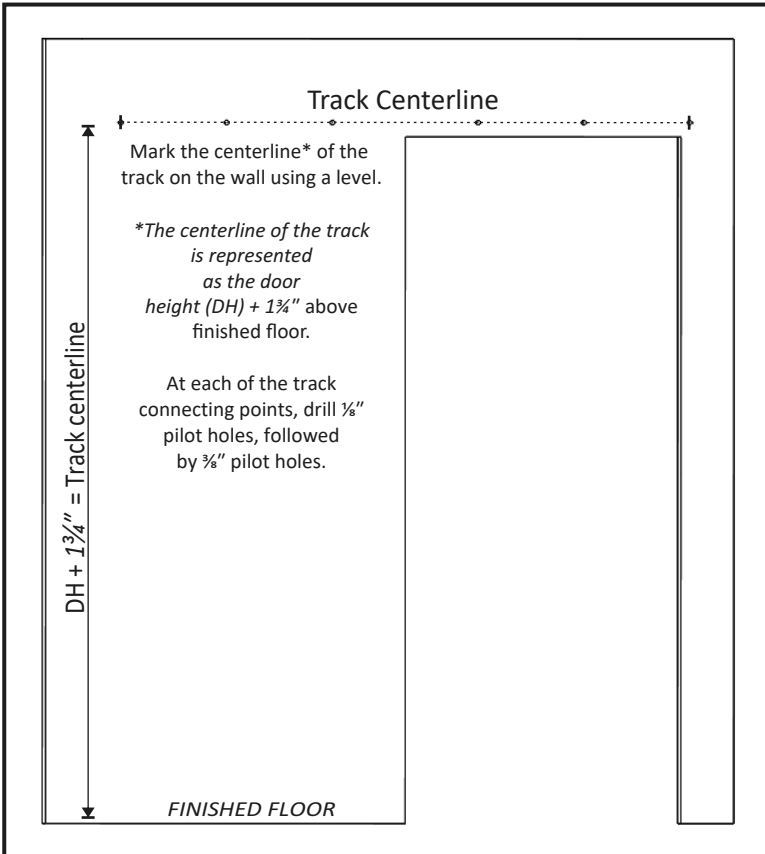 Track Centerline
Mark the centerline* of the
track on the wall using a level.
*The centerline of the track
is represented
as the door
height (DH) + 1¾" above
finished floor.
At each of the track
connecting points, drill ⅛"
pilot holes, followed
by ⅜" pilot holes.
DH + 1¾" = Track centerline
FINISHED FLOOR